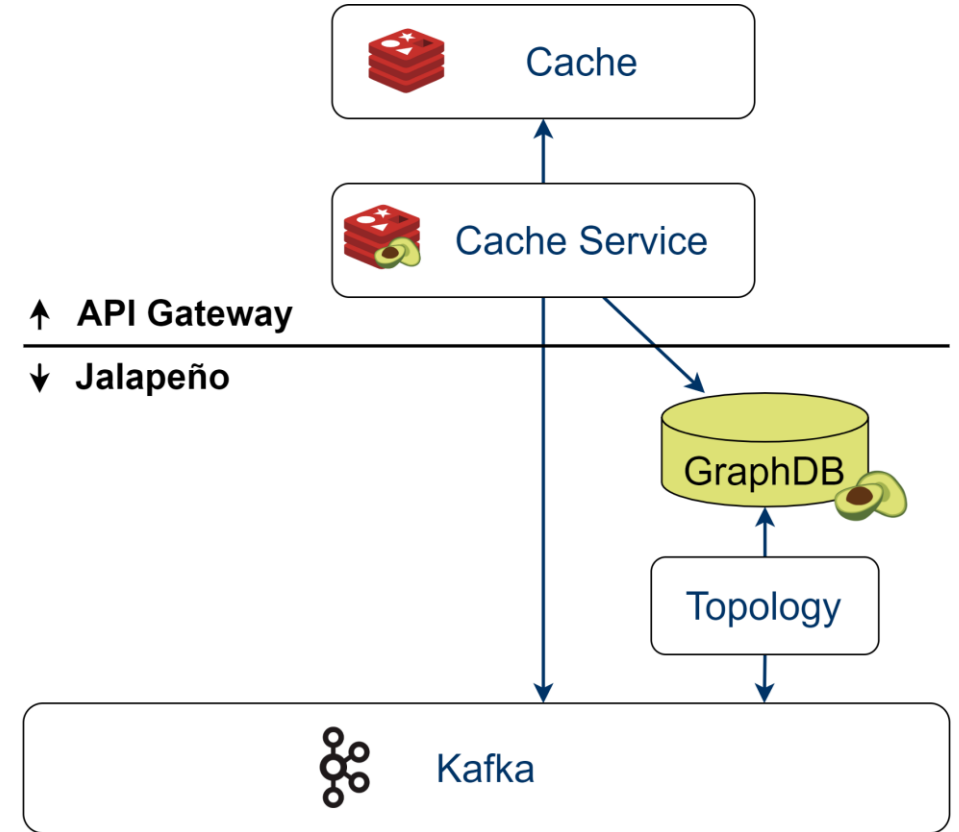 Cache
Cache Service
API Gateway
Jalapeño
GraphDB
Topology
Kafka